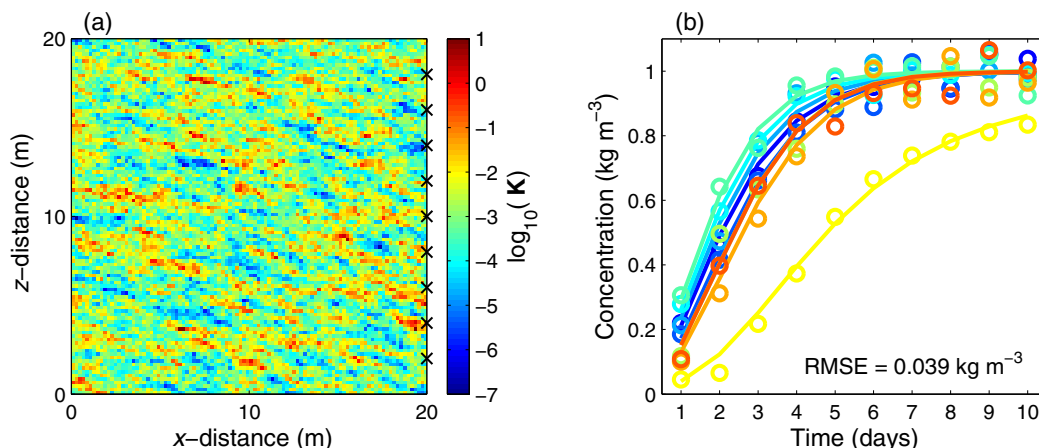 (a)
20
10
0
z-distance (m)
0
10
20
x-distance (m)
1
0
−1
−2
−3
−4
−5
−6
−7
log10( K)
(b)
1
0.8
0.6
0.4
0.2
0
Concentration (kg m−3)
RMSE = 0.039 kg m−3
1 2 3 4 5 6 7 8 9 10
Time (days)